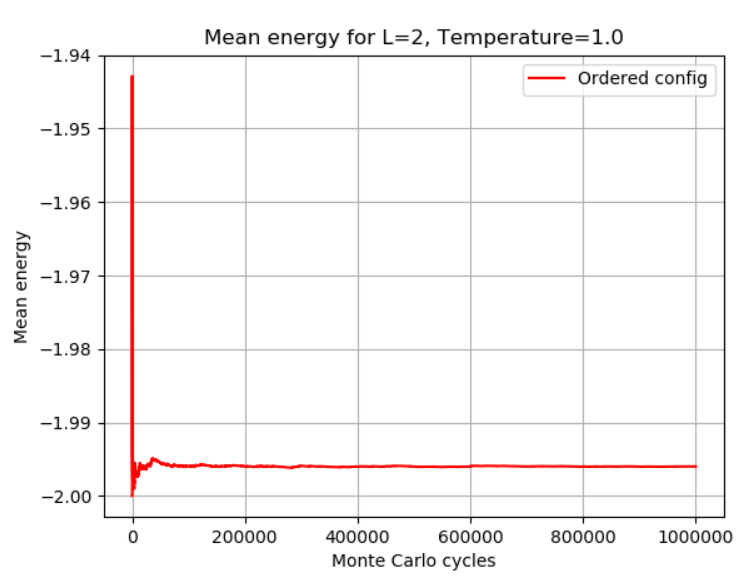 Mean energy for L=2, Temperature=1.0
Ordered config
Mean energy
−1.94
−1.95
−1.96
−1.97
−1.98
−1.99
−2.00
0 200000 400000 600000 800000 1000000
Monte Carlo cycles